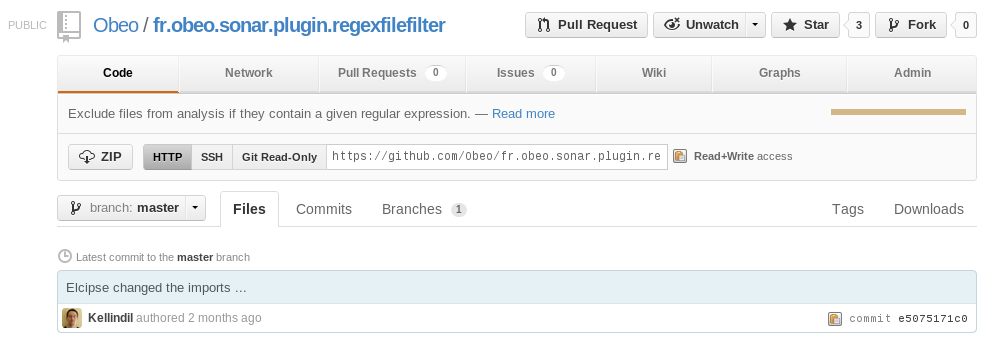 PUBLIC Obeo / fr.obeo.sonar.plugin.regexfilefilter Pull Request Unwatch Star 3 Fork 0
Code Network Pull Requests 0 Issues 0 Wiki Graphs Admin
Exclude files from analysis if they contain a given regular expression. — Read more
ZIP HTTP SSH Git Read-Only https://github.com/Obeo/fr.obeo.sonar.plugin.re Read+Write access
branch: master Files Commits Branches 1 Tags Downloads
Latest commit to the master branch
Elcipse changed the imports ...
Kellindil authored 2 months ago commit e5075171c0